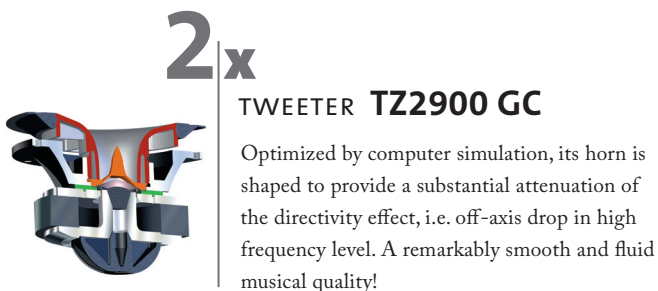 2x
TWEETER TZ2900 GC
Optimized by computer simulation, its horn is
shaped to provide a substantial attenuation of
the directivity effect, i.e. off-axis drop in high
frequency level. A remarkably smooth and fluid
musical quality!